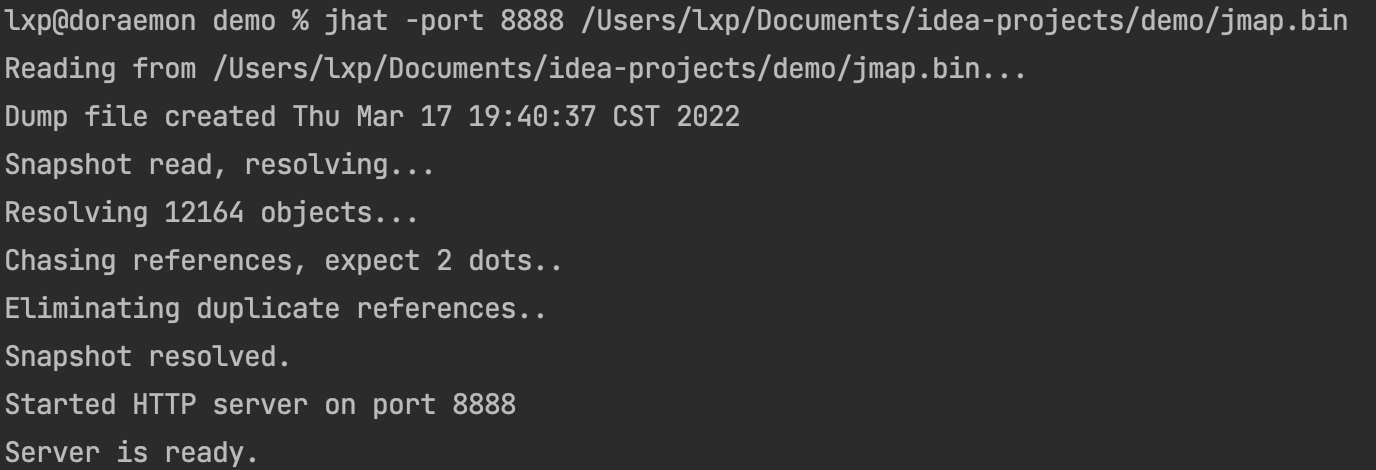 lxp@doraemon demo % jhat -port 8888 /Users/lxp/Documents/idea-projects/demo/jmap.bin
Reading from /Users/lxp/Documents/idea-projects/demo/jmap.bin...
Dump file created Thu Mar 17 19:40:37 CST 2022
Snapshot read, resolving...
Resolving 12164 objects...
Chasing references, expect 2 dots..
Eliminating duplicate references..
Snapshot resolved.
Started HTTP server on port 8888
Server is ready.